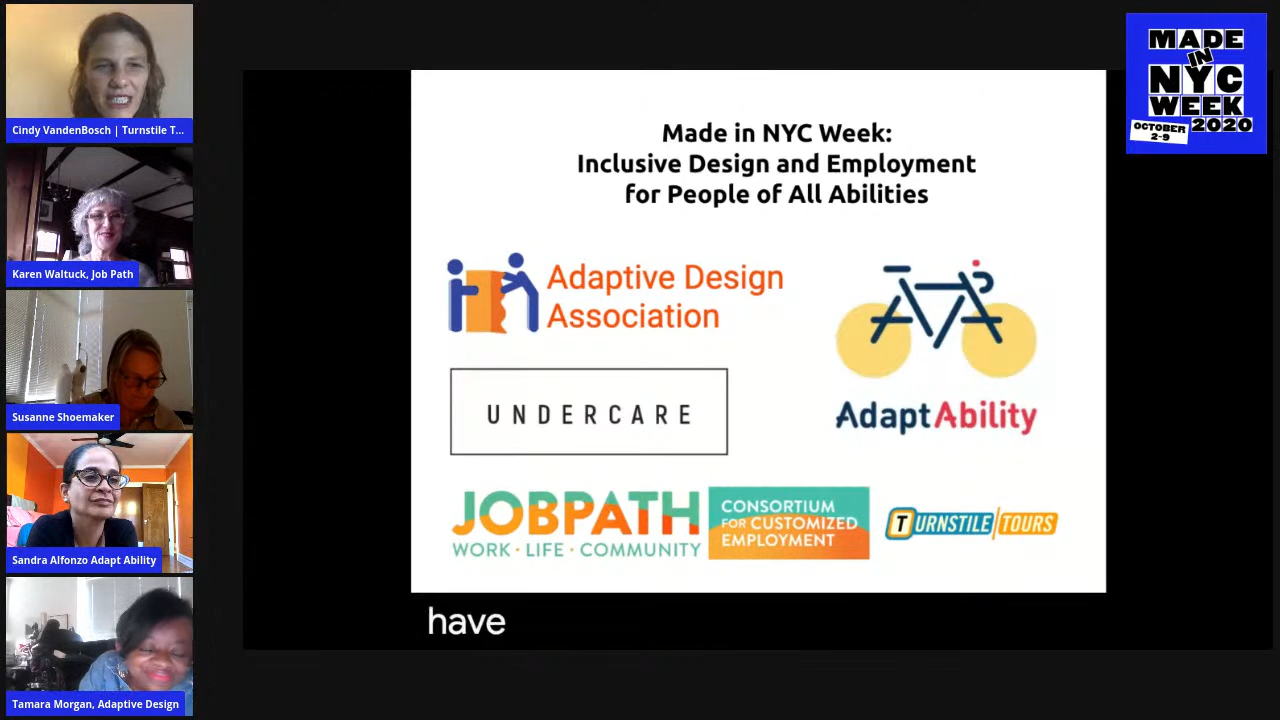 Cindy VandenBosch | Turnstile T...
Karen Waltuck, Job Path
Susanne Shoemaker
Sandra Alfonzo Adapt Ability
Tamara Morgan, Adaptive Design
Made in NYC Week:
Inclusive Design and Employment
for People of All Abilities
Adaptive Design
Association
AdaptAbility
UNDERCARE
JOBPATH
WORK · LIFE · COMMUNITY
CONSORTIUM
FOR CUSTOMIZED
EMPLOYMENT
TURNSTILE TOURS
have
MADE
IN
NYC
WEEK
2020
OCTOBER
2-9